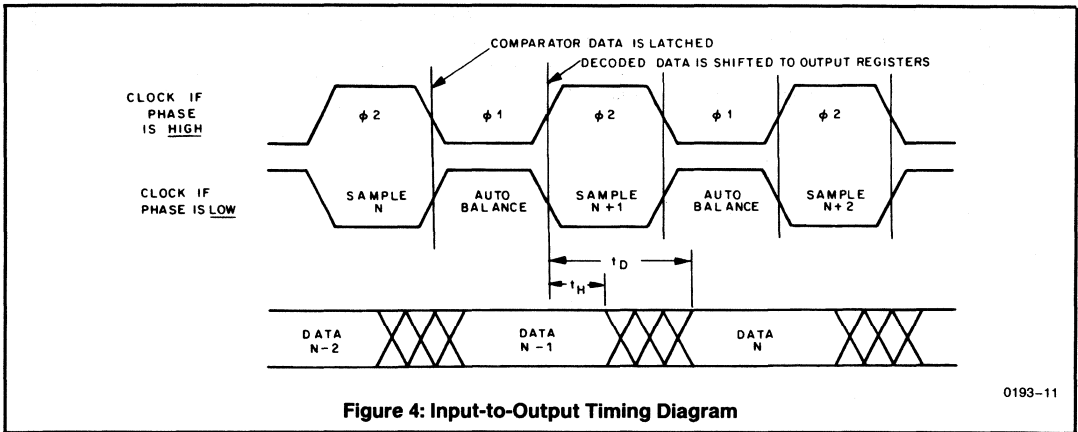 COMPARATOR DATA IS LATCHED
DECODED DATA IS SHIFTED TO OUTPUT REGISTERS
CLOCK IF
PHASE
IS HIGH
ϕ2
ϕ1
ϕ2
ϕ1
ϕ2
CLOCK IF
PHASE IS LOW
SAMPLE
N
AUTO
BALANCE
SAMPLE
N+1
AUTO
BALANCE
SAMPLE
N+2
tD
tH
DATA
N-2
DATA
N-1
DATA
N
0193-11
Figure 4: Input-to-Output Timing Diagram